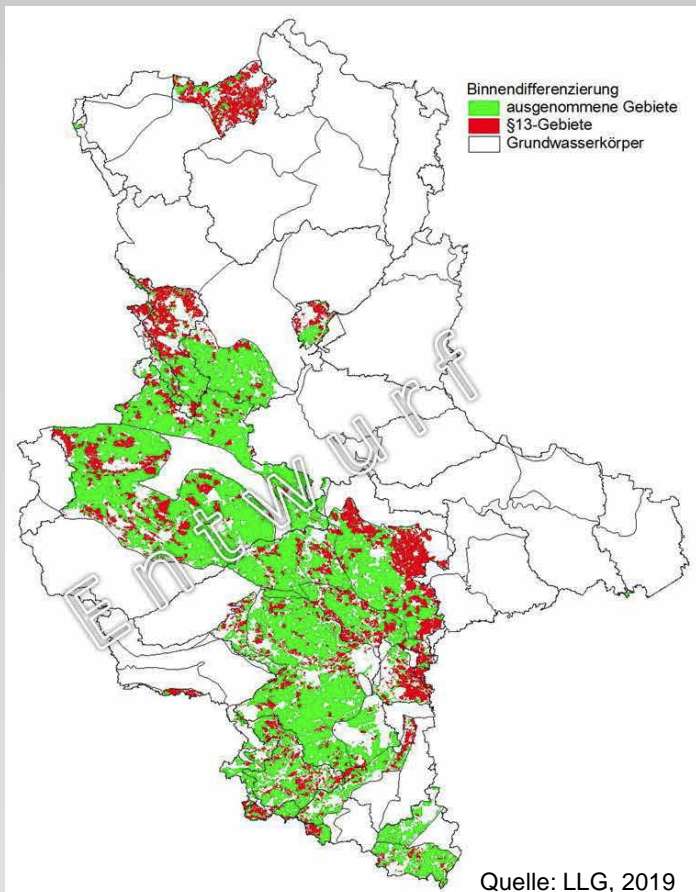 Binnendifferenzierung
ausgenommene Gebiete
§13-Gebiete
Grundwasserkörper
Entwurf
Quelle: LLG, 2019